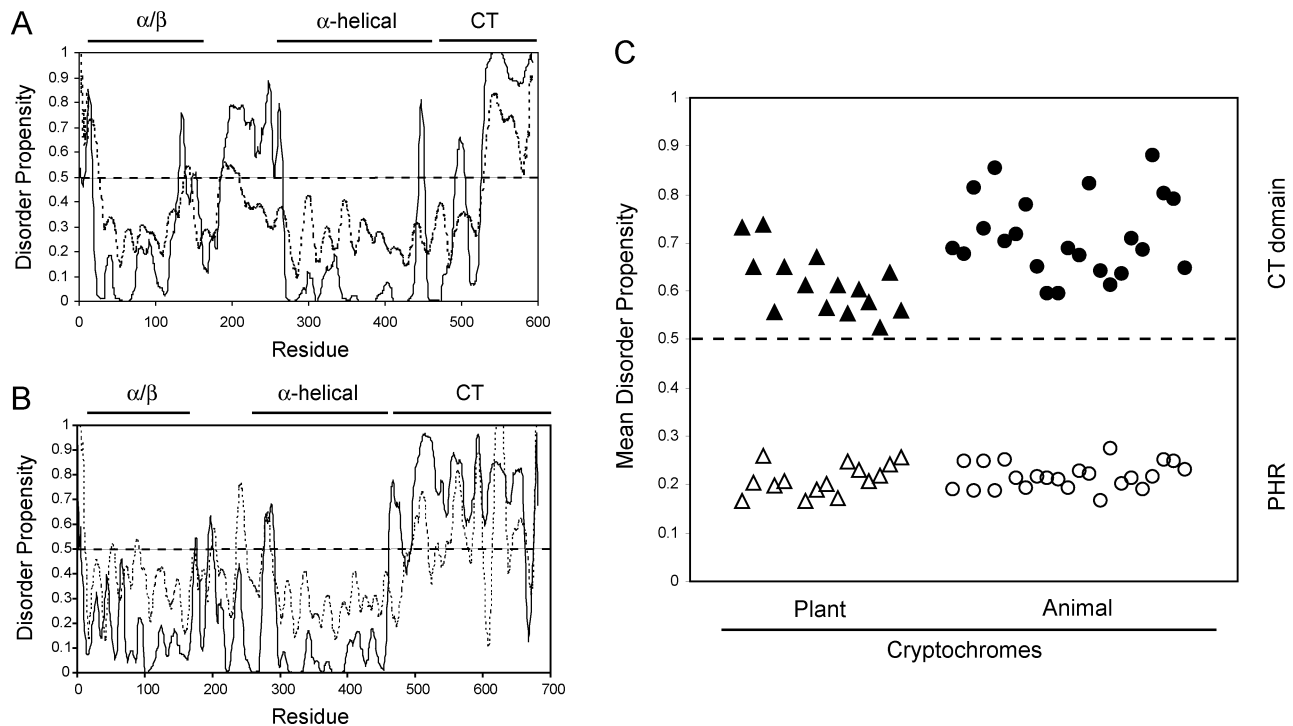 A
α/β α-helical CT
Disorder Propensity
1
0.9
0.8
0.7
0.6
0.5
0.4
0.3
0.2
0.1
0
0 100 200 300 400 500 600
Residue
B
α/β α-helical CT
Disorder Propensity
1
0.9
0.8
0.7
0.6
0.5
0.4
0.3
0.2
0.1
0
0 100 200 300 400 500 600 700
Residue
C
Mean Disorder Propensity
1
0.9
0.8
0.7
0.6
0.5
0.4
0.3
0.2
0.1
0
CT domain
PHR
Plant Animal
Cryptochromes